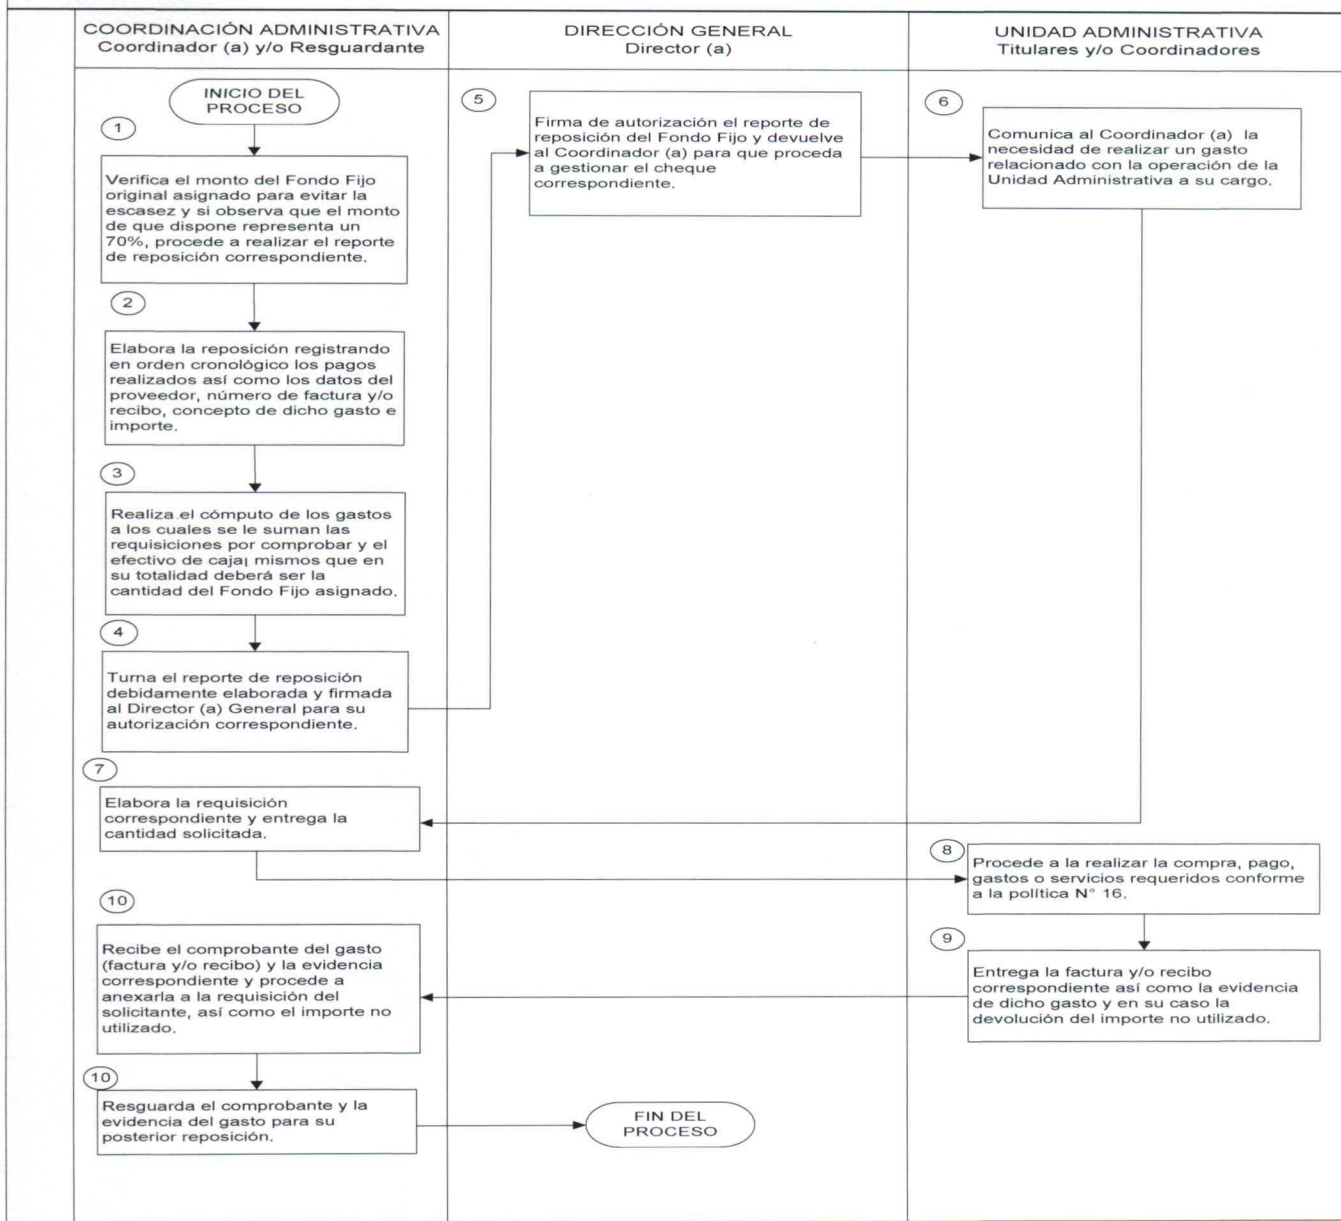 COORDINACIÓN ADMINISTRATIVA
Coordinador (a) y/o Resguardante
DIRECCIÓN GENERAL
Director (a)
UNIDAD ADMINISTRATIVA
Titulares y/o Coordinadores
INICIO DEL
PROCESO
1
Verifica el monto del Fondo Fijo
original asignado para evitar la
escasez y si observa que el monto
de que dispone representa un
70%, procede a realizar el reporte
de reposición correspondiente.
2
Elabora la reposición registrando
en orden cronológico los pagos
realizados así como los datos del
proveedor, número de factura y/o
recibo, concepto de dicho gasto e
importe.
3
Realiza el cómputo de los gastos
a los cuales se le suman las
requisiciones por comprobar y el
efectivo de caja¡ mismos que en
su totalidad deberá ser la
cantidad del Fondo Fijo asignado.
4
Turna el reporte de reposición
debidamente elaborada y firmada
al Director (a) General para su
autorización correspondiente.
5
Firma de autorización el reporte de
reposición del Fondo Fijo y devuelve
al Coordinador (a) para que proceda
a gestionar el cheque
correspondiente.
6
Comunica al Coordinador (a) la
necesidad de realizar un gasto
relacionado con la operación de la
Unidad Administrativa a su cargo.
7
Elabora la requisición
correspondiente y entrega la
cantidad solicitada.
8
Procede a la realizar la compra, pago,
gastos o servicios requeridos conforme
a la política N° 16.
9
Entrega la factura y/o recibo
correspondiente así como la evidencia
de dicho gasto y en su caso la
devolución del importe no utilizado.
10
Recibe el comprobante del gasto
(factura y/o recibo) y la evidencia
correspondiente y procede a
anexarla a la requisición del
solicitante, así como el importe no
utilizado.
10
Resguarda el comprobante y la
evidencia del gasto para su
posterior reposición.
FIN DEL
PROCESO